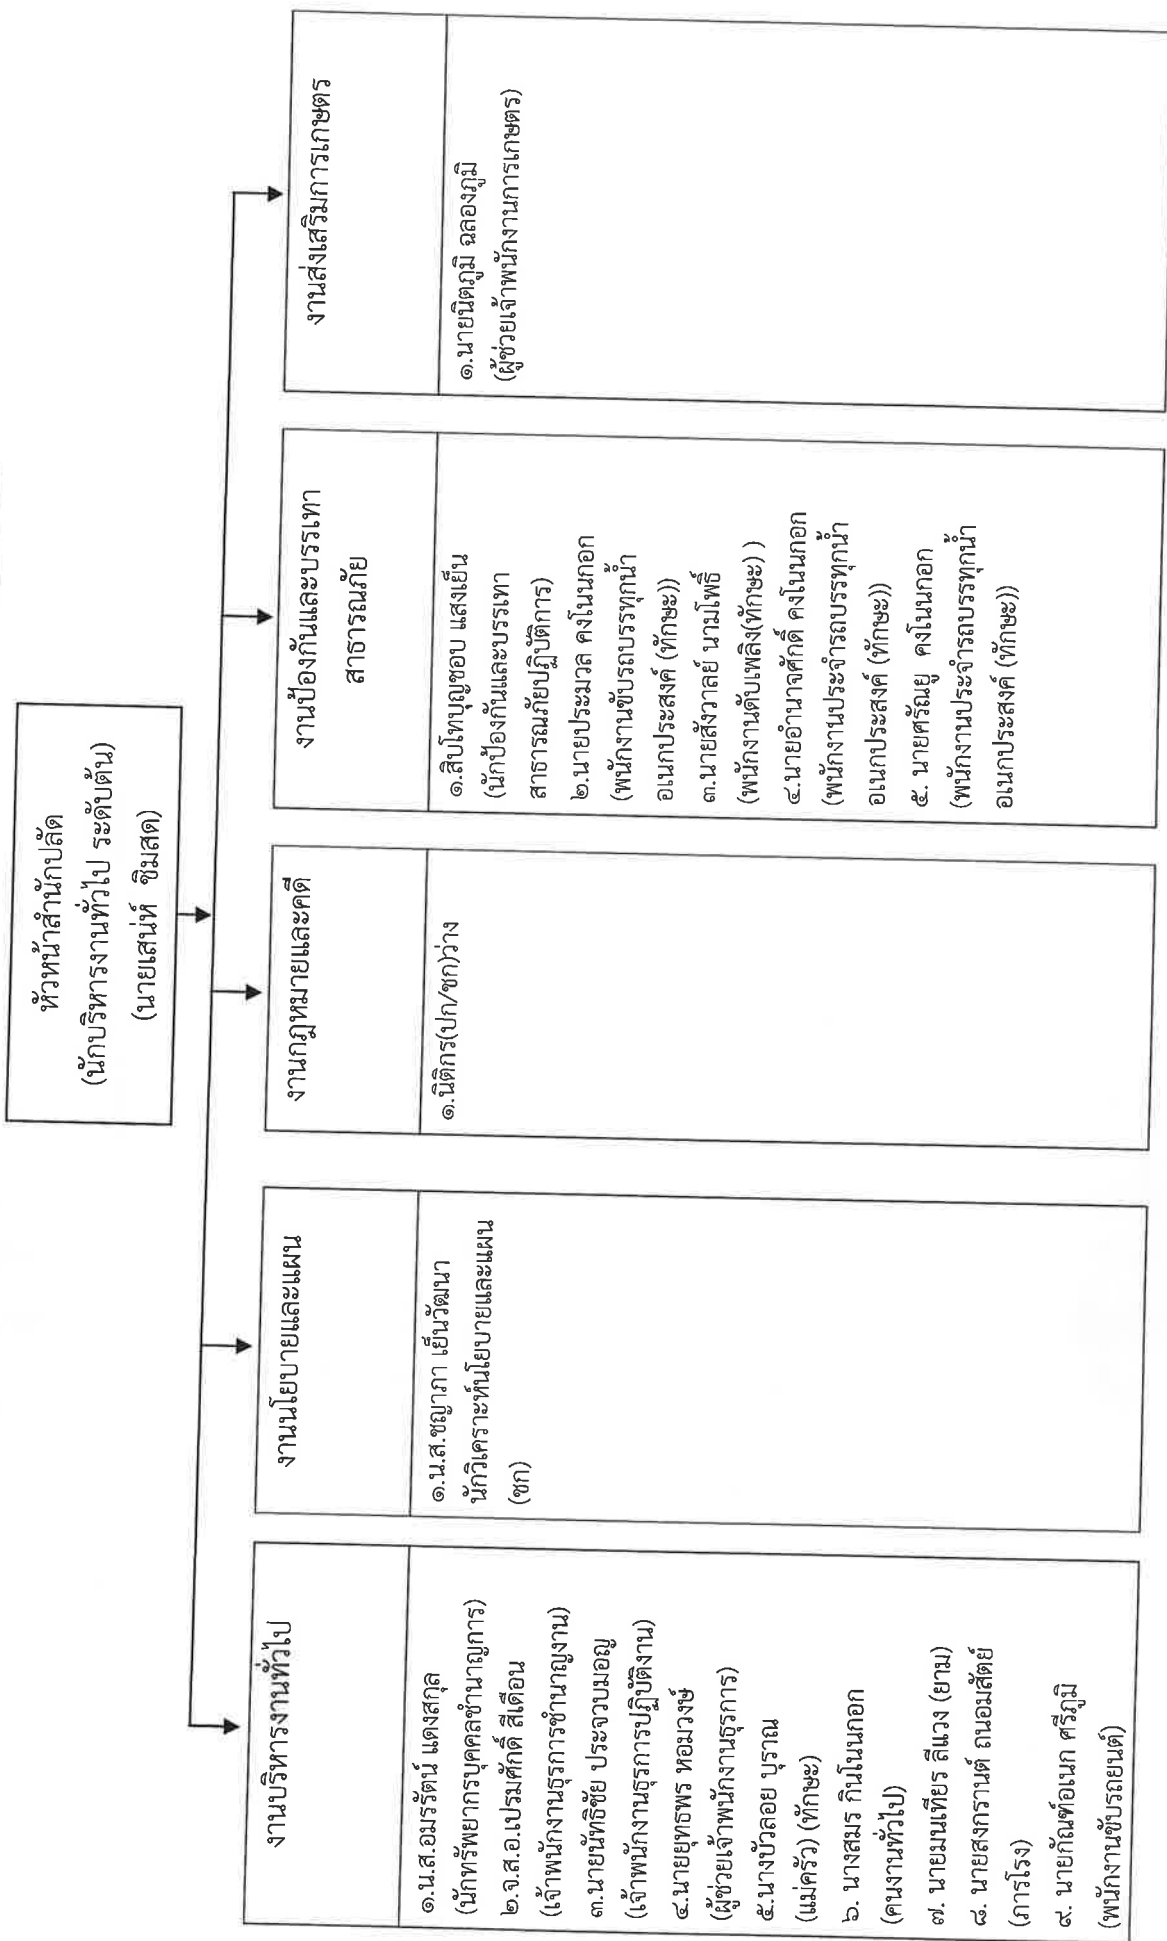 หัวหน้าสำนักปลัด
(นักบริหารงานทั่วไป ระดับต้น)
(นายเสน่ห์ ชิมสด)
งานบริหารงานทั่วไป
๑.น.ส.อมรรัตน์ แดงสกุล
(นักทรัพยากรบุคคลชำนาญการ)
๒.จ.ส.อ.เปรมศักดิ์ สีเดือน
(เจ้าพนักงานธุรการชำนาญงาน)
๓.นายนัทธิชัย ประจวบมอญ
(เจ้าพนักงานธุรการปฏิบัติงาน)
๔.นายยุทธพร หอมวงษ์
(ผู้ช่วยเจ้าพนักงานธุรการ)
๕.นางบัวลอย บุราณ
(แม่ครัว) (ทักษะ)
๖. นางสมร กินโนนกอก
(คนงานทั่วไป)
๗. นายมนเทียร ลีแวง (ยาม)
๘. นายสงกรานต์ ถนอมสัตย์
(ภารโรง)
๙. นายกัณฑ์อเนก ศรีภูมิ
(พนักงานขับรถยนต์)
งานนโยบายและแผน
๑.น.ส.ชญาภา เย็นวัฒนา
นักวิเคราะห์นโยบายและแผน
(ชก)
งานกฎหมายและคดี
๑.นิติกร(ปก/ชก)ว่าง
งานป้องกันและบรรเทา
สาธารณภัย
๑.สิบโทบุญชอบ แสงเย็น
(นักป้องกันและบรรเทา
สาธารณภัยปฏิบัติการ)
๒.นายประมวล คงโนนกอก
(พนักงานขับรถบรรทุกน้ำ
อเนกประสงค์ (ทักษะ))
๓.นายสังวาลย์ นามโพธิ์
(พนักงานดับเพลิง(ทักษะ) )
๔.นายอำนาจศักดิ์ คงโนนกอก
(พนักงานประจำรถบรรทุกน้ำ
อเนกประสงค์ (ทักษะ))
๕. นายศรัณยู คงโนนกอก
(พนักงานประจำรถบรรทุกน้ำ
อเนกประสงค์ (ทักษะ))
งานส่งเสริมการเกษตร
๑.นายนิตภูมิ ฉลองภูมิ
(ผู้ช่วยเจ้าพนักงานการเกษตร)